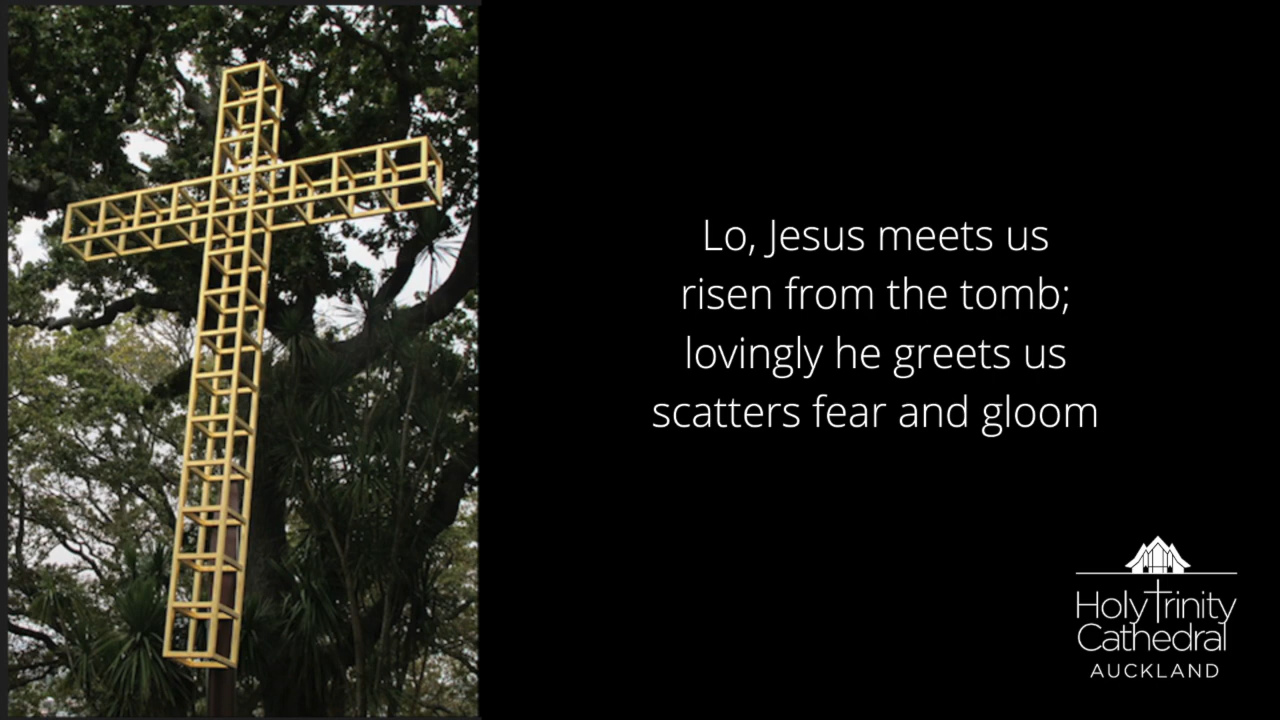 Lo, Jesus meets us
risen from the tomb;
lovingly he greets us
scatters fear and gloom
Holy Trinity
Cathedral
AUCKLAND